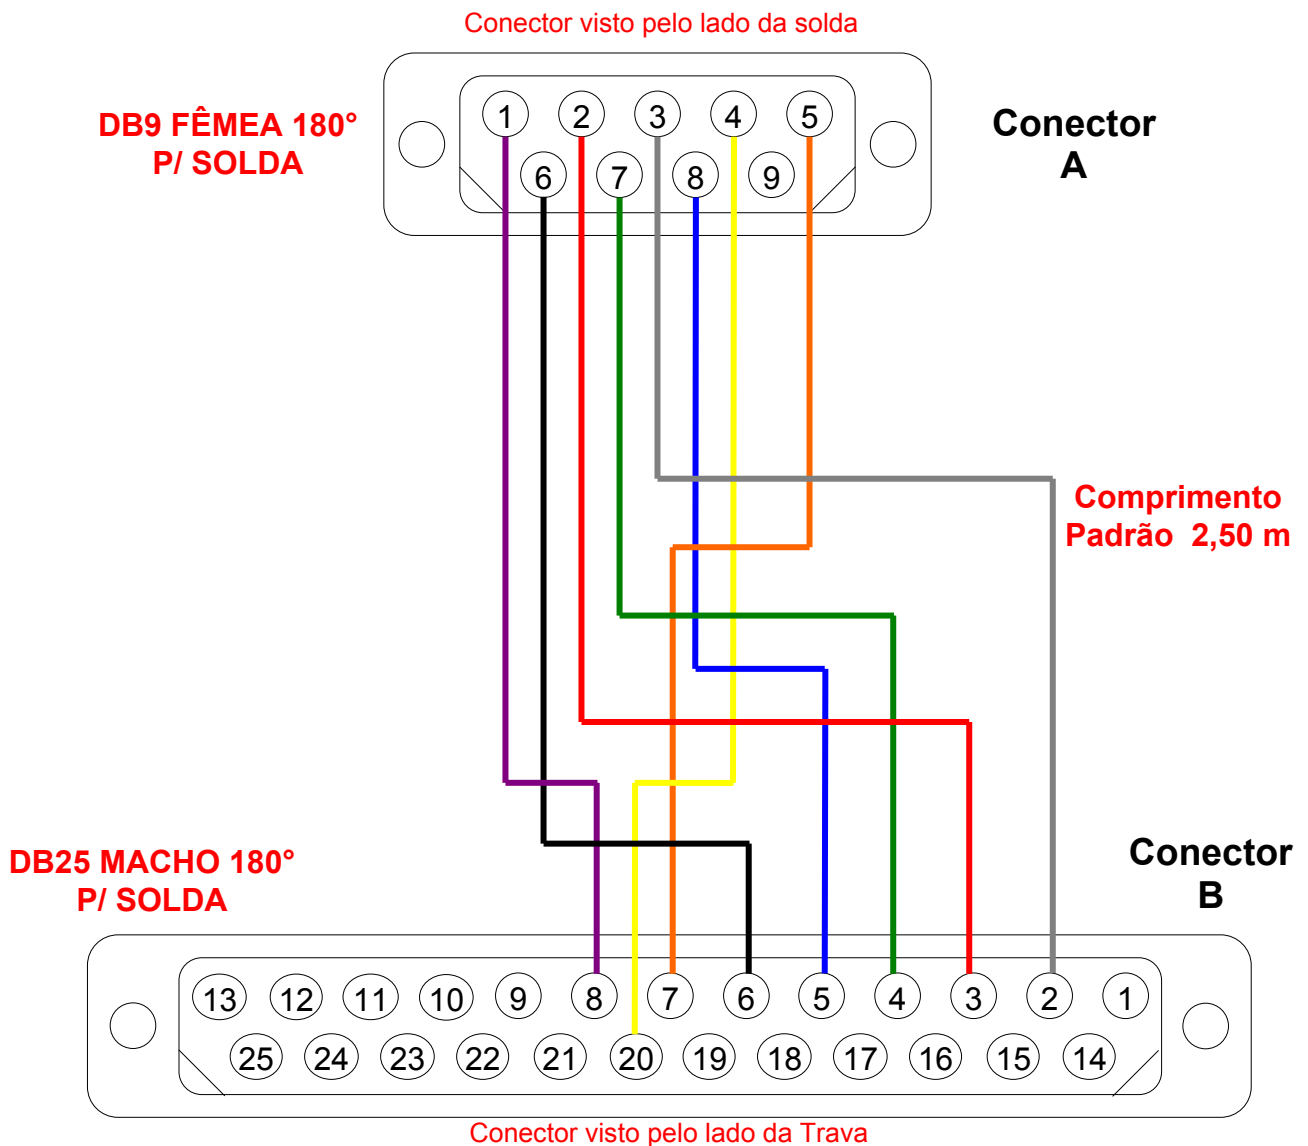 Conector visto pelo lado da solda
DB9 FÊMEA 180°
P/ SOLDA
1 2 3 4 5
6 7 8 9
Conector
A
Comprimento
Padrão 2,50 m
DB25 MACHO 180°
P/ SOLDA
Conector
B
13 12 11 10 9 8 7 6 5 4 3 2 1
25 24 23 22 21 20 19 18 17 16 15 14
Conector visto pelo lado da Trava